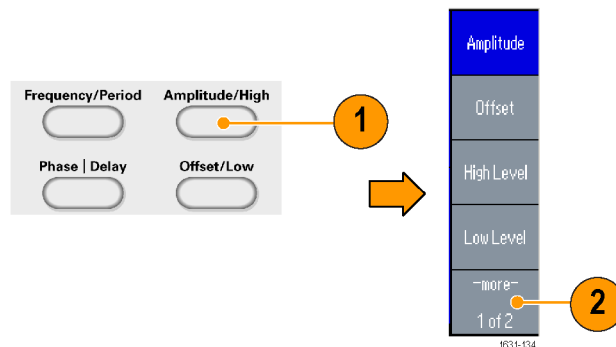 Frequency/Period Amplitude/High
1
Phase | Delay Offset/Low
Amplitude
Offset
High Level
Low Level
-more-
1 of 2
2
1631-134